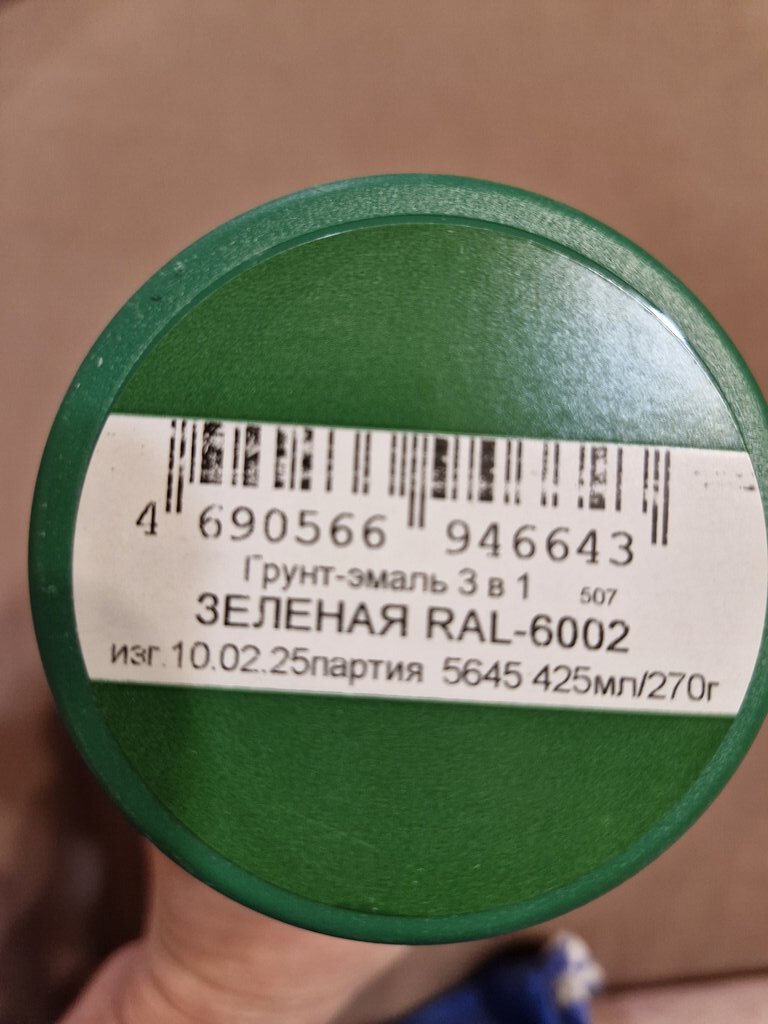 4 690566 946643
Грунт-эмаль 3 в 1 507
ЗЕЛЕНАЯ RAL-6002
изг.10.02.25партия 5645 425мл/270г